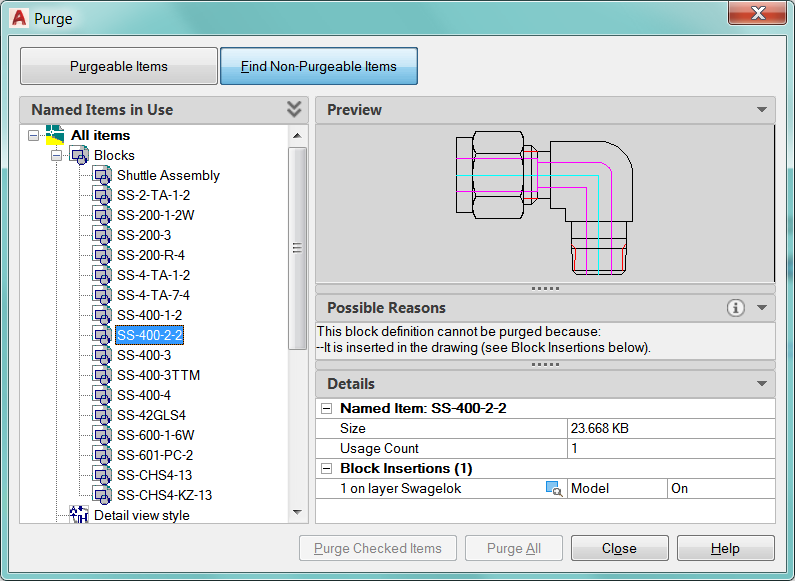 Purge
Purgeable Items
Find Non-Purgeable Items
Named Items in Use
All items
Blocks
Shuttle Assembly
SS-2-TA-1-2
SS-200-1-2W
SS-200-3
SS-200-R-4
SS-4-TA-1-2
SS-4-TA-7-4
SS-400-1-2
SS-400-2-2
SS-400-3
SS-400-3TTM
SS-400-4
SS-42GLS4
SS-600-1-6W
SS-601-PC-2
SS-CHS4-13
SS-CHS4-KZ-13
Detail view style
Preview
Possible Reasons
This block definition cannot be purged because:
--It is inserted in the drawing (see Block Insertions below).
Details
Named Item: SS-400-2-2
Size 23.668 KB
Usage Count 1
Block Insertions (1)
1 on layer Swagelok Model On
Purge Checked Items Purge All Close Help